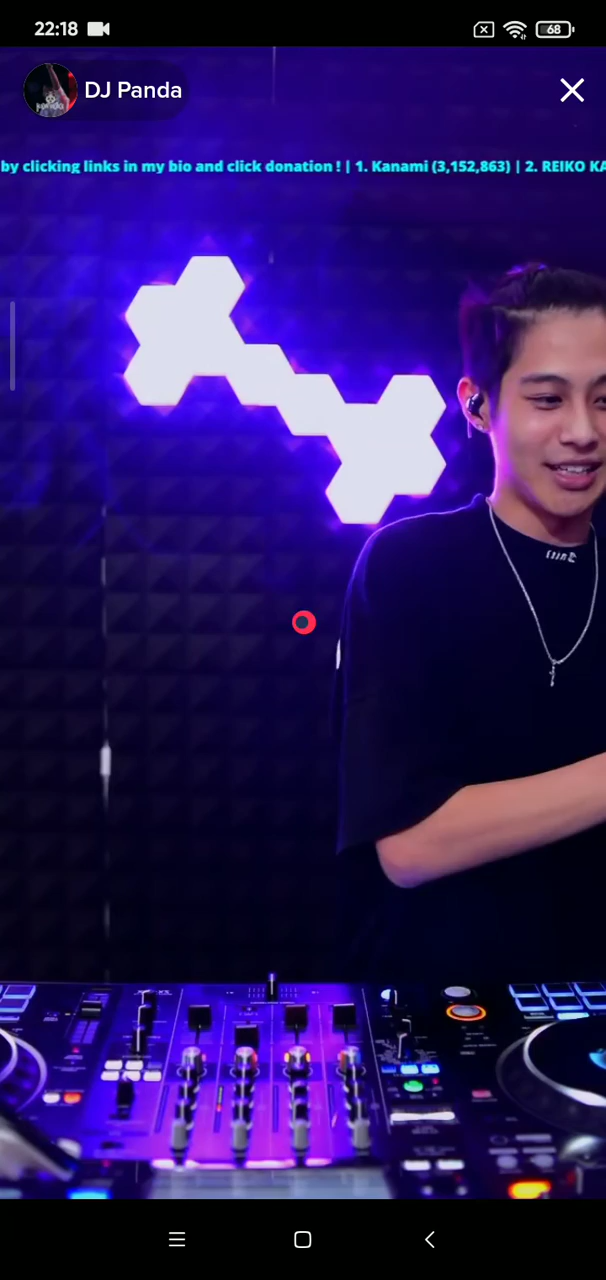 22:18
68
DJ Panda
by clicking links in my bio and click donation ! | 1. Kanami (3,152,863) | 2. REIKO KA